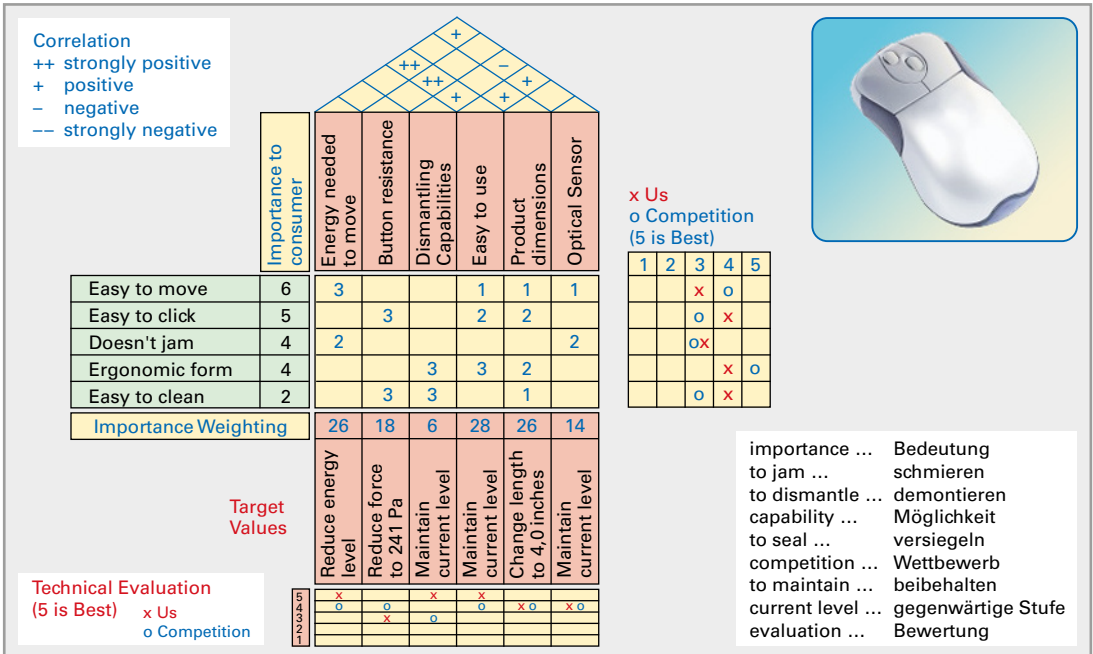 Correlation
++ strongly positive
+ positive
– negative
–– strongly negative
+
++ –
++ +
+ +
Importance to consumer
Energy needed to move
Button resistance
Dismantling Capabilities
Easy to use
Product dimensions
Optical Sensor
x Us
o Competition
(5 is Best)
1 2 3 4 5
Easy to move 6 3 1 1 1 x o
Easy to click 5 3 2 2 o x
Doesn't jam 4 2 2 ox
Ergonomic form 4 3 3 2 x o
Easy to clean 2 3 3 1 o x
Importance Weighting 26 18 6 28 26 14
Target
Values
Reduce energy level
Reduce force to 241 Pa
Maintain current level
Maintain current level
Change length to 4,0 inches
Maintain current level
Technical Evaluation
(5 is Best) x Us
o Competition
5 x x x
4 o o o x o x o
3 x o
2
1
importance ... Bedeutung
to jam ... schmieren
to dismantle ... demontieren
capability ... Möglichkeit
to seal ... versiegeln
competition ... Wettbewerb
to maintain ... beibehalten
current level ... gegenwärtige Stufe
evaluation ... Bewertung